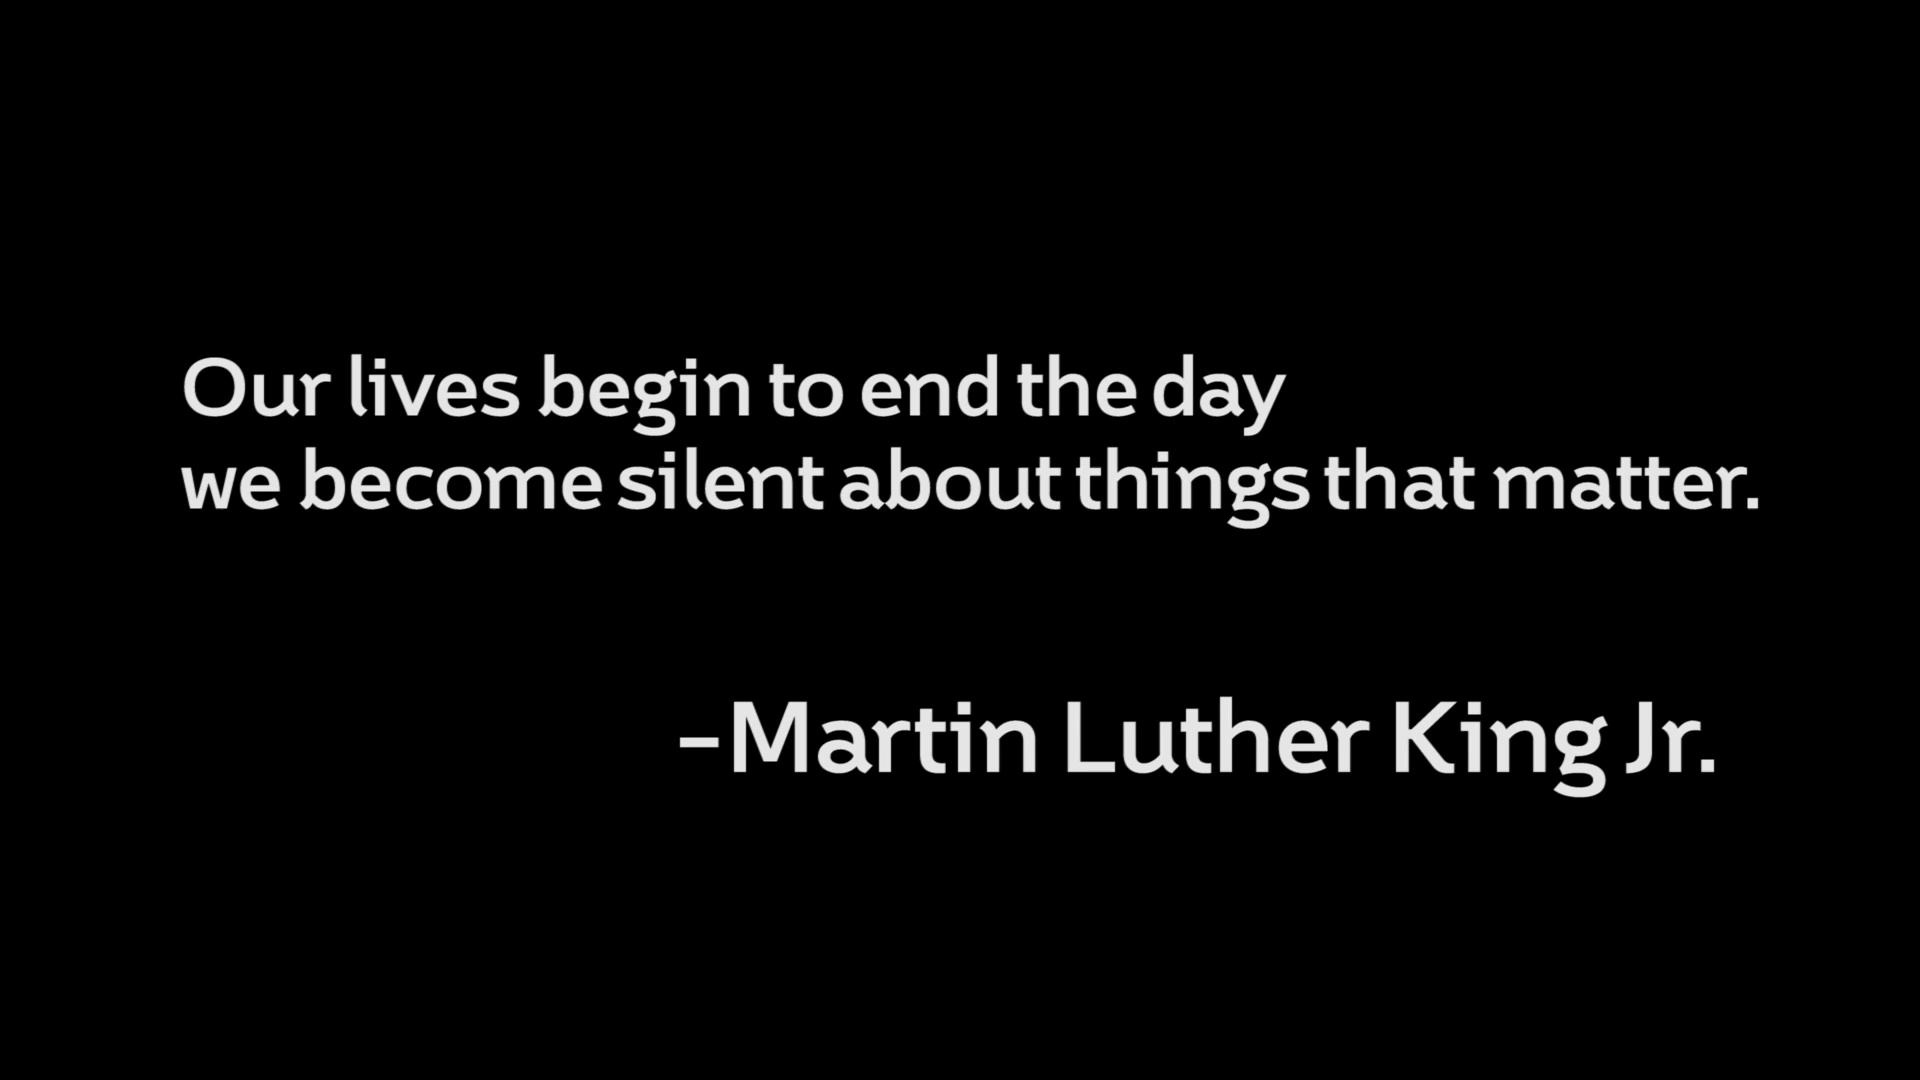 Our lives begin to end the day
we become silent about things that matter.
-Martin Luther King Jr.